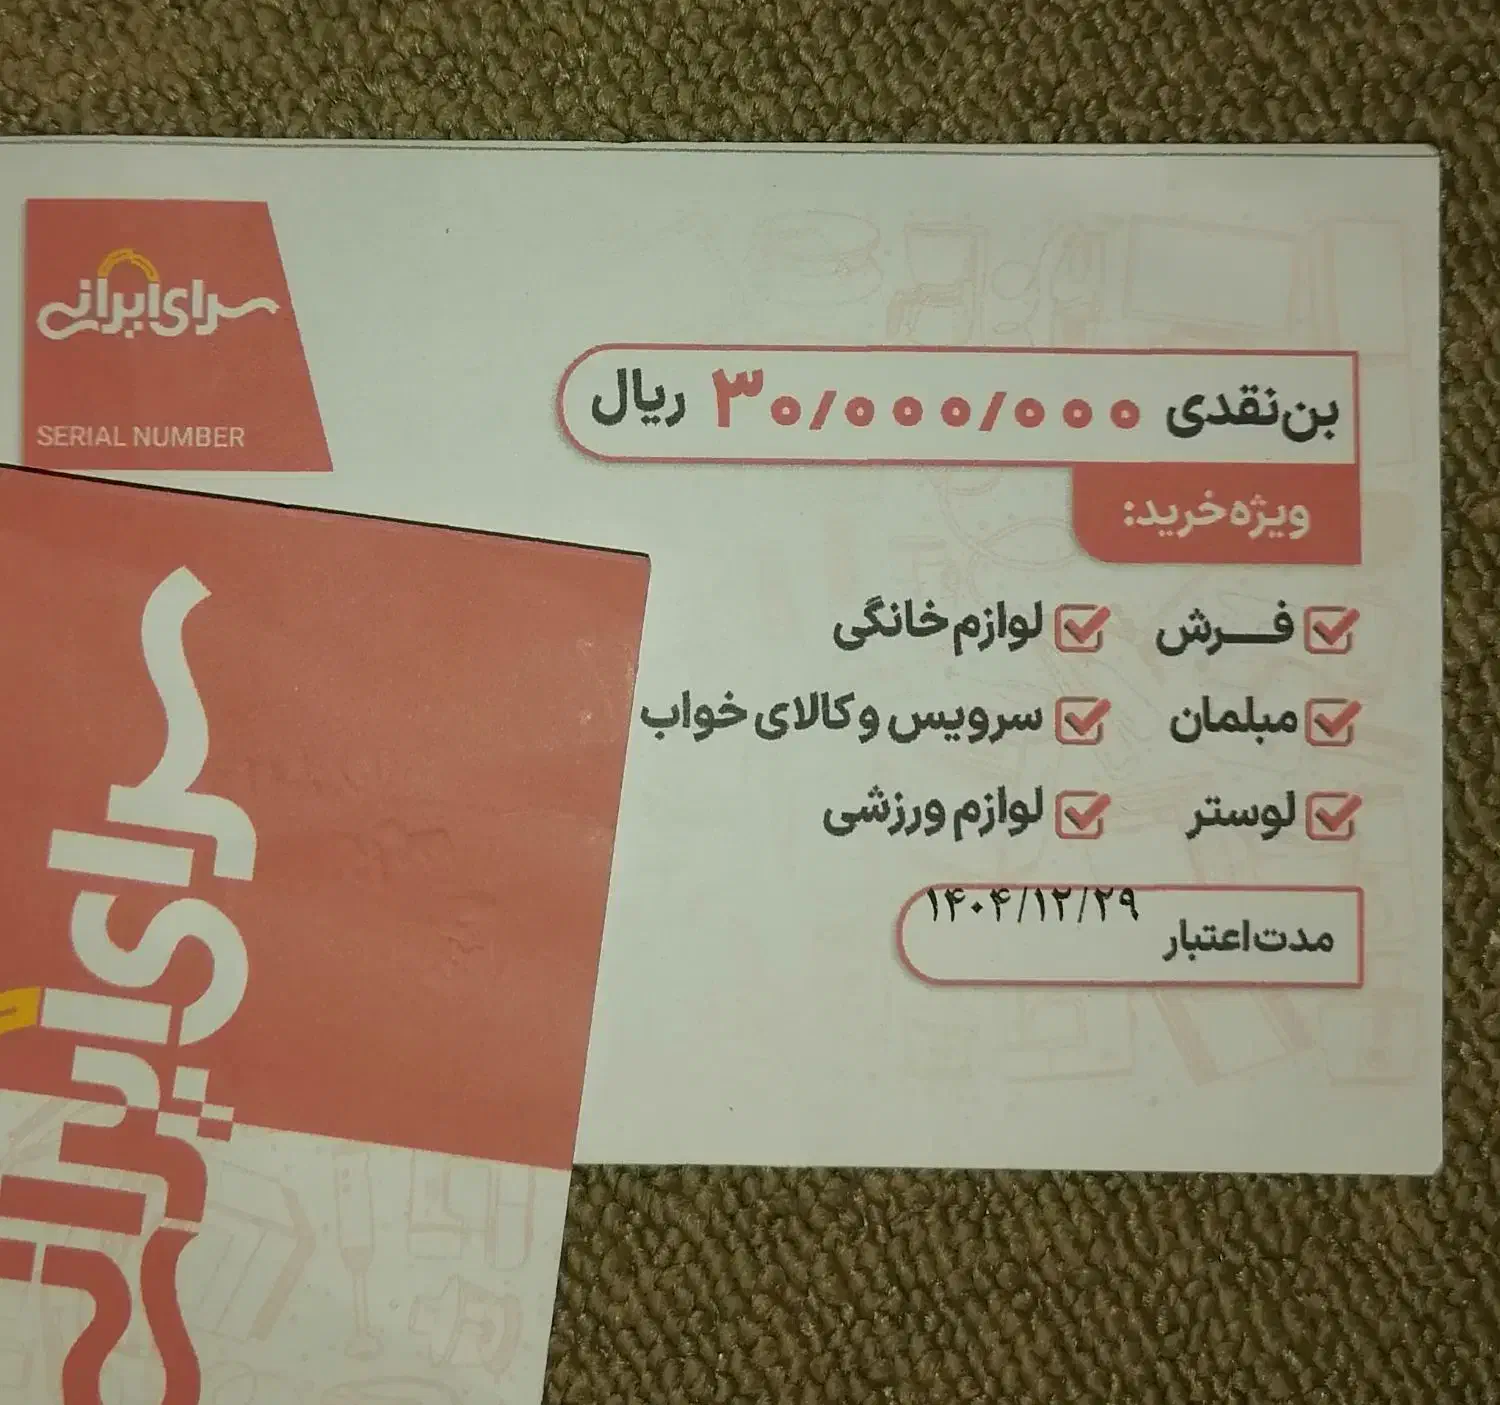 سرای ایرانی
SERIAL NUMBER
بن نقدی ۳۰/۰۰۰/۰۰۰ ریال
ویژه خرید:
فرش لوازم خانگی
مبلمان سرویس و کالای خواب
لوستر لوازم ورزشی
مدت اعتبار ۱۴۰۴/۱۲/۲۹
سرای ایرانی